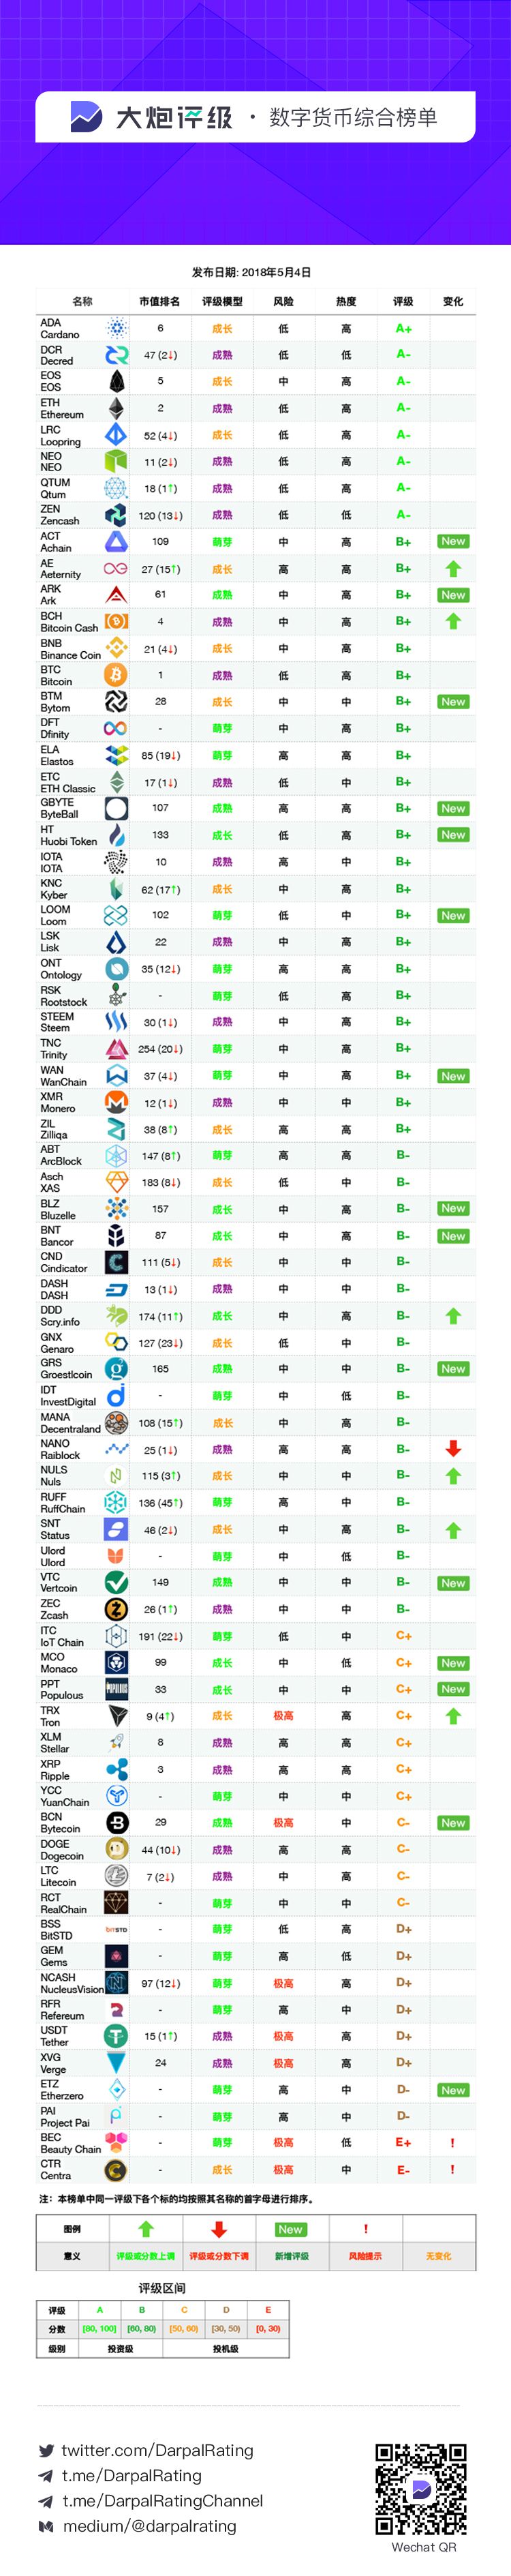 大炮评级 · 数字货币综合榜单
发布日期: 2018年5月4日
名称 市值排名 评级模型 风险 热度 评级 变化
ADA
Cardano 6 成长 低 高 A+
DCR
Decred 47 (2↓) 成熟 低 低 A-
EOS
EOS 5 成长 中 高 A-
ETH
Ethereum 2 成熟 低 高 A-
LRC
Loopring 52 (4↓) 成长 低 高 A-
NEO
NEO 11 (2↓) 成熟 低 高 A-
QTUM
Qtum 18 (1↑) 成熟 低 高 A-
ZEN
Zencash 120 (13↓) 成熟 低 低 A-
ACT
Achain 109 萌芽 中 高 B+ New
AE
Aeternity 27 (15↑) 成长 高 高 B+
ARK
Ark 61 成熟 中 高 B+ New
BCH
Bitcoin Cash 4 成熟 中 高 B+
BNB
Binance Coin 21 (4↓) 成长 中 高 B+
BTC
Bitcoin 1 成熟 低 高 B+
BTM
Bytom 28 成长 中 中 B+ New
DFT
Dfinity - 萌芽 中 高 B+
ELA
Elastos 85 (19↓) 萌芽 高 高 B+
ETC
ETH Classic 17 (1↓) 成熟 低 中 B+
GBYTE
ByteBall 107 成熟 高 高 B+ New
HT
Huobi Token 133 成长 低 高 B+ New
IOTA
IOTA 10 成熟 高 中 B+
KNC
Kyber 62 (17↑) 成长 中 高 B+
LOOM
Loom 102 萌芽 低 中 B+ New
LSK
Lisk 22 成熟 中 高 B+
ONT
Ontology 35 (12↓) 萌芽 高 高 B+
RSK
Rootstock - 萌芽 低 高 B+
STEEM
Steem 30 (1↓) 成熟 中 高 B+
TNC
Trinity 254 (20↓) 萌芽 中 高 B+
WAN
WanChain 37 (4↓) 萌芽 中 高 B+ New
XMR
Monero 12 (1↓) 成熟 中 中 B+
ZIL
Zilliqa 38 (8↑) 成长 高 高 B+
ABT
ArcBlock 147 (8↑) 萌芽 高 高 B-
Asch
XAS 183 (8↓) 成长 低 中 B-
BLZ
Bluzelle 157 成长 中 高 B- New
BNT
Bancor 87 成长 中 中 B- New
CND
Cindicator 111 (5↓) 成长 中 中 B-
DASH
DASH 13 (1↓) 成熟 中 中 B-
DDD
Scry.info 174 (11↑) 成长 中 高 B-
GNX
Genaro 127 (23↓) 成长 低 中 B-
GRS
Groestlcoin 165 成熟 中 中 B- New
IDT
InvestDigital - 萌芽 中 低 B-
MANA
Decentraland 108 (15↑) 成长 中 高 B-
NANO
Raiblock 25 (1↓) 成熟 高 高 B-
NULS
Nuls 115 (3↑) 成长 中 中 B-
RUFF
RuffChain 136 (45↑) 萌芽 高 中 B-
SNT
Status 46 (2↓) 成长 中 高 B-
Ulord
Ulord - 萌芽 中 低 B-
VTC
Vertcoin 149 成熟 中 中 B- New
ZEC
Zcash 26 (1↑) 成熟 中 中 B-
ITC
IoT Chain 191 (22↓) 萌芽 低 中 C+
MCO
Monaco 99 成长 中 低 C+ New
PPT
Populous 33 成长 中 中 C+ New
TRX
Tron 9 (4↑) 成长 极高 高 C+
XLM
Stellar 8 成熟 高 高 C+
XRP
Ripple 3 成熟 高 高 C+
YCC
YuanChain - 萌芽 中 中 C+
BCN
Bytecoin 29 成熟 极高 中 C- New
DOGE
Dogecoin 44 (10↓) 成熟 高 高 C-
LTC
Litecoin 7 (2↓) 成熟 中 高 C-
RCT
RealChain - 萌芽 中 中 C-
BSS
BitSTD bitSTD - 萌芽 低 高 D+
GEM
Gems - 萌芽 高 低 D+
NCASH
NucleusVision 97 (12↓) 萌芽 极高 中 D+
RFR
Refereum - 萌芽 高 中 D+
USDT
Tether 15 (1↑) 成熟 极高 高 D+
XVG
Verge 24 成熟 极高 高 D+
ETZ
Etherzero - 萌芽 高 中 D- New
PAI
Project Pai - 萌芽 高 中 D-
BEC
Beauty Chain - 萌芽 极高 低 E+ !
CTR
Centra - 成长 极高 中 E- !
注：本榜单中同一评级下各个标的均按照其名称的首字母进行排序。
图例 New !
意义 评级或分数上调 评级或分数下调 新增评级 风险提示 无变化
评级区间
评级 A B C D E
分数 [80, 100] [60, 80) [50, 60) [30, 50) [0, 30)
级别 投资级 投机级
twitter.com/DarpalRating
t.me/DarpalRating
t.me/DarpalRatingChannel
medium/@darpalrating
Wechat QR